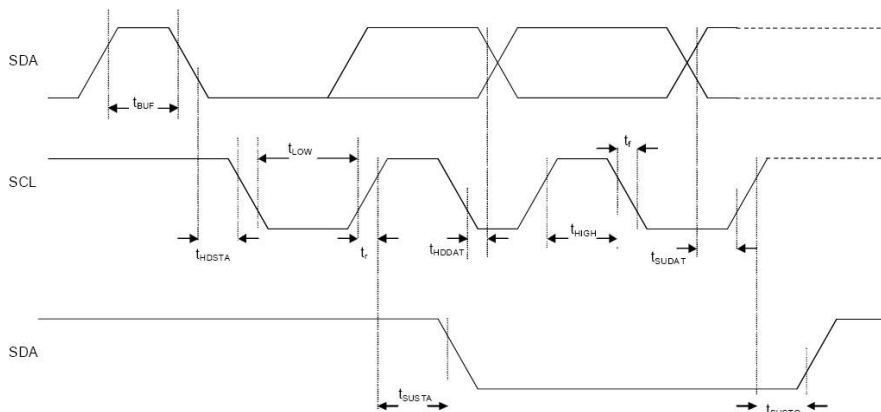 SDA
tBUF
tLOW
tf
SCL
tHDSTA
tr
tHDDAT
tHIGH
tSUDAT
SDA
tSUSTA